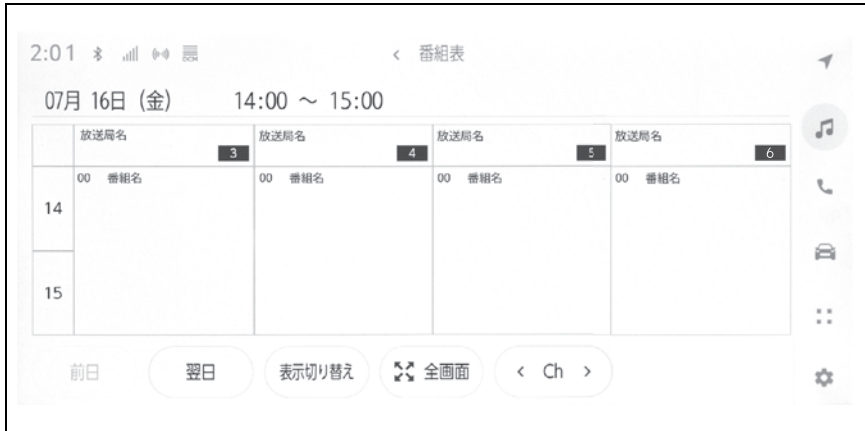 2:01 < 番組表
07月 16日 (金) 14:00 ~ 15:00
放送局名 3 放送局名 4 放送局名 5 放送局名 6
00 番組名 00 番組名 00 番組名 00 番組名
14
15
前日 翌日 表示切り替え 全画面 < Ch >